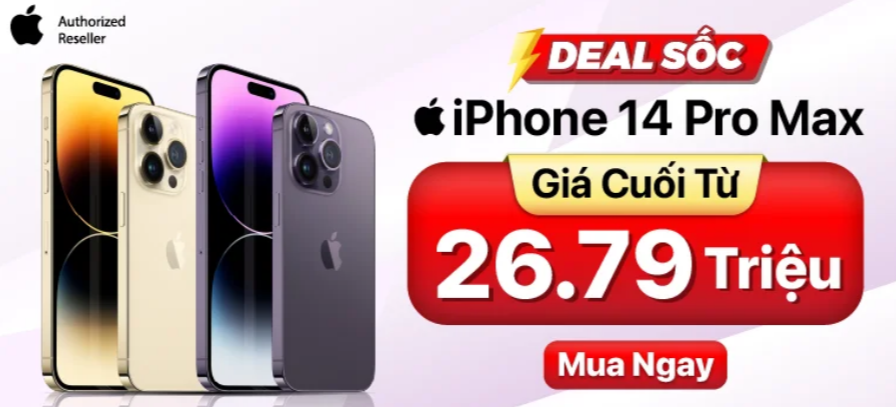 Authorized
Reseller
DEAL SỐC
iPhone 14 Pro Max
Giá Cuối Từ
26.79 Triệu
Mua Ngay